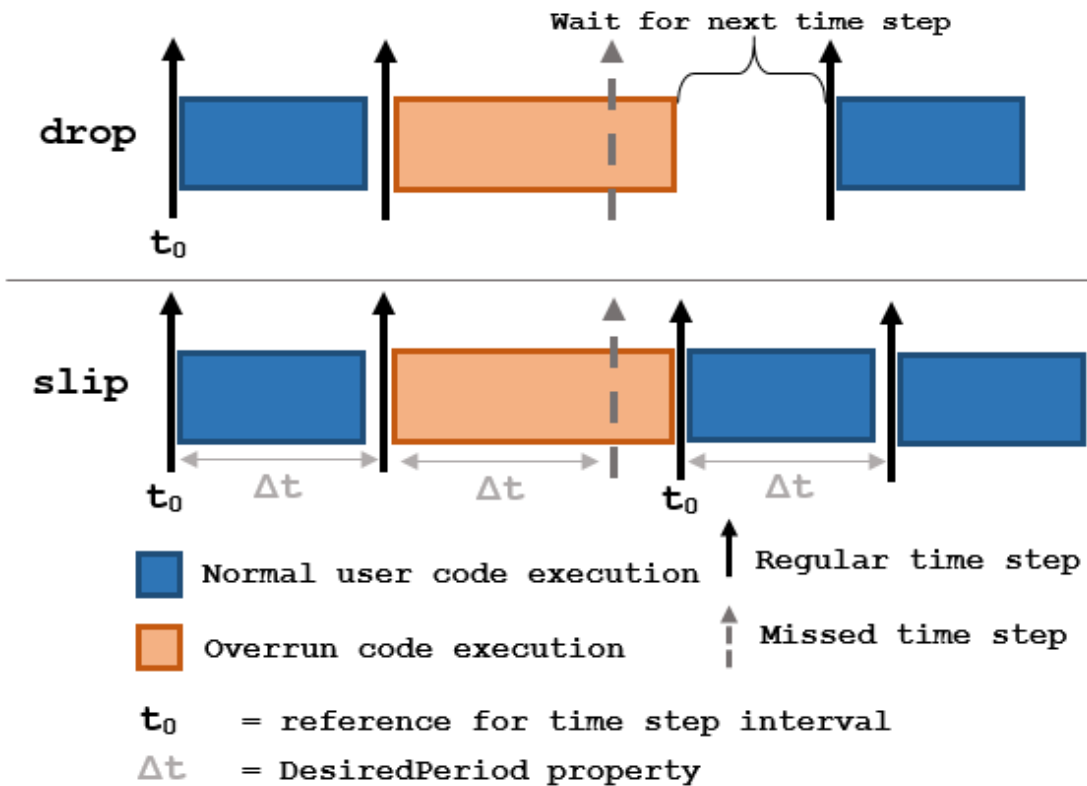 Wait for next time step
drop
t₀
slip
Δt
Δt
Δt
t₀
t₀
Normal user code execution
Regular time step
Overrun code execution
Missed time step
t₀ = reference for time step interval
Δt = DesiredPeriod property